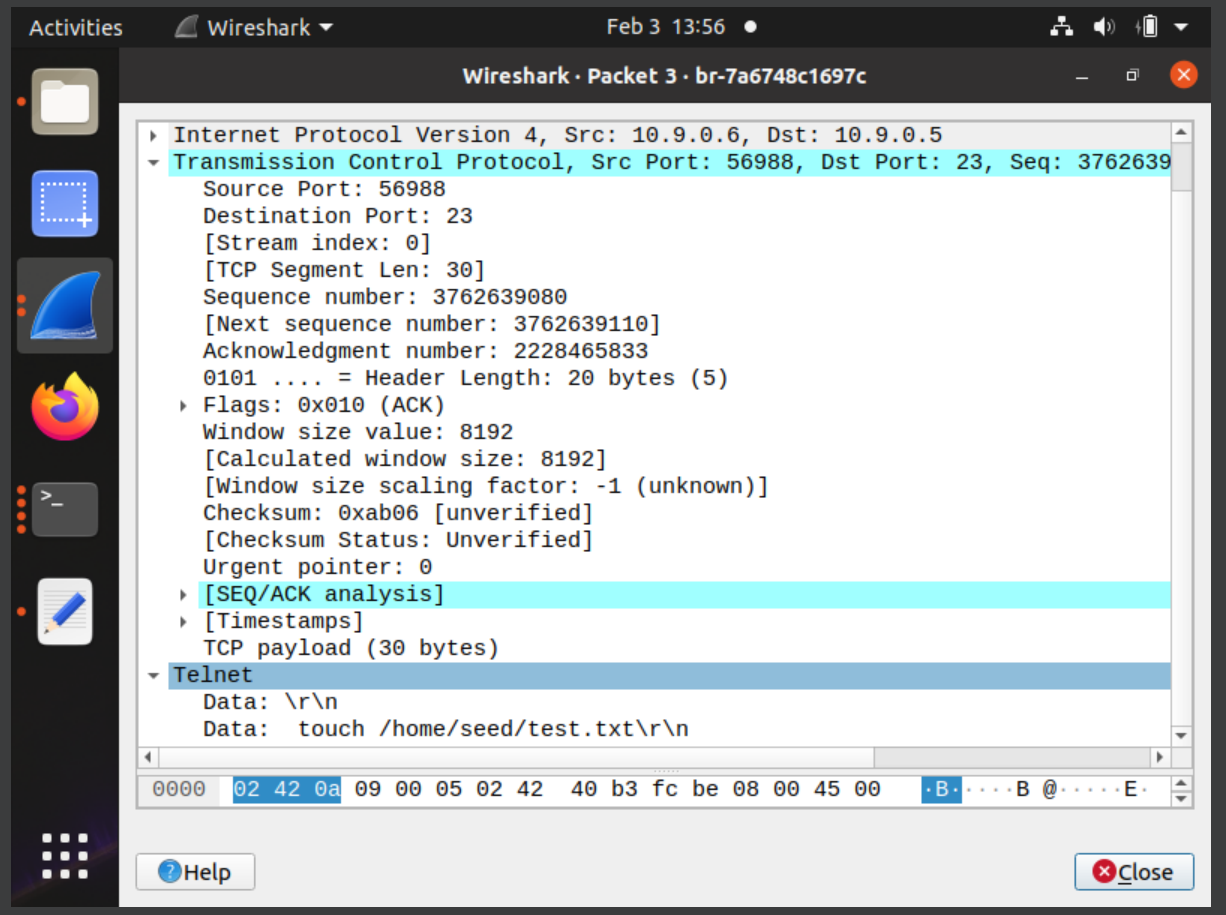 Activities Wireshark Feb 3 13:56
Wireshark · Packet 3 · br-7a6748c1697c
Internet Protocol Version 4, Src: 10.9.0.6, Dst: 10.9.0.5
Transmission Control Protocol, Src Port: 56988, Dst Port: 23, Seq: 3762639
Source Port: 56988
Destination Port: 23
[Stream index: 0]
[TCP Segment Len: 30]
Sequence number: 3762639080
[Next sequence number: 3762639110]
Acknowledgment number: 2228465833
0101 .... = Header Length: 20 bytes (5)
Flags: 0x010 (ACK)
Window size value: 8192
[Calculated window size: 8192]
[Window size scaling factor: -1 (unknown)]
Checksum: 0xab06 [unverified]
[Checksum Status: Unverified]
Urgent pointer: 0
[SEQ/ACK analysis]
[Timestamps]
TCP payload (30 bytes)
Telnet
Data: \r\n
Data:  touch /home/seed/test.txt\r\n
0000 02 42 0a 09 00 05 02 42 40 b3 fc be 08 00 45 00 ·B·····B @·····E·
Help Close